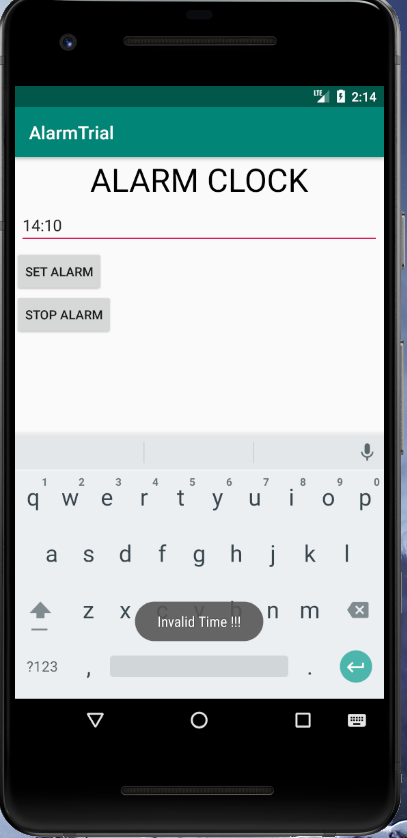 LTE 2:14
AlarmTrial
ALARM CLOCK
14:10
SET ALARM
STOP ALARM
1 2 3 4 5 6 7 8 9 0
q w e r t y u i o p
a s d f g h j k l
z x c v b n m
Invalid Time !!!
?123 , .